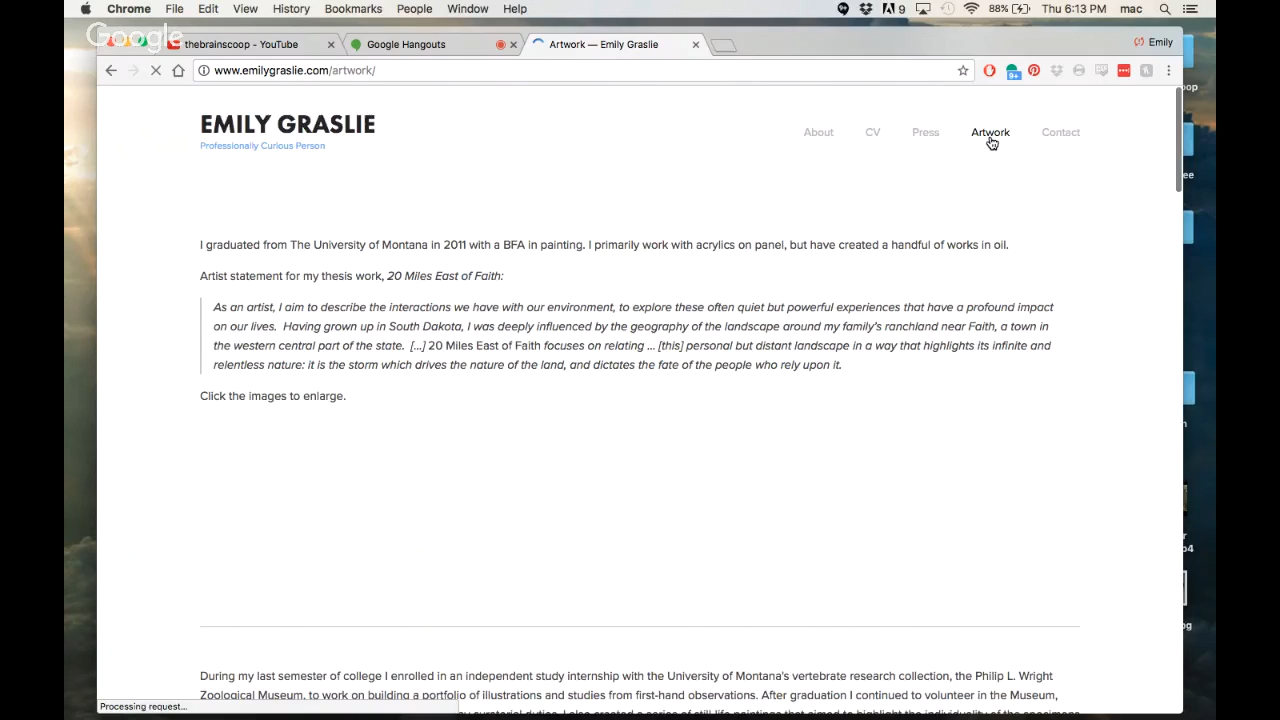 Chrome File Edit View History Bookmarks People Window Help 9 88% Thu 6:13 PM mac
Google
thebrainscoop - YouTube Google Hangouts Artwork — Emily Graslie Emily
www.emilygraslie.com/artwork/ 9+
EMILY GRASLIE
Professionally Curious Person
About CV Press Artwork Contact
I graduated from The University of Montana in 2011 with a BFA in painting. I primarily work with acrylics on panel, but have created a handful of works in oil.
Artist statement for my thesis work, 20 Miles East of Faith:
As an artist, I aim to describe the interactions we have with our environment, to explore these often quiet but powerful experiences that have a profound impact
on our lives. Having grown up in South Dakota, I was deeply influenced by the geography of the landscape around my family's ranchland near Faith, a town in
the western central part of the state. [...] 20 Miles East of Faith focuses on relating ... [this] personal but distant landscape in a way that highlights its infinite and
relentless nature: it is the storm which drives the nature of the land, and dictates the fate of the people who rely upon it.
Click the images to enlarge.
During my last semester of college I enrolled in an independent study internship with the University of Montana's vertebrate research collection, the Philip L. Wright
Zoological Museum, to work on building a portfolio of illustrations and studies from first-hand observations. After graduation I continued to volunteer in the Museum,
Processing request...